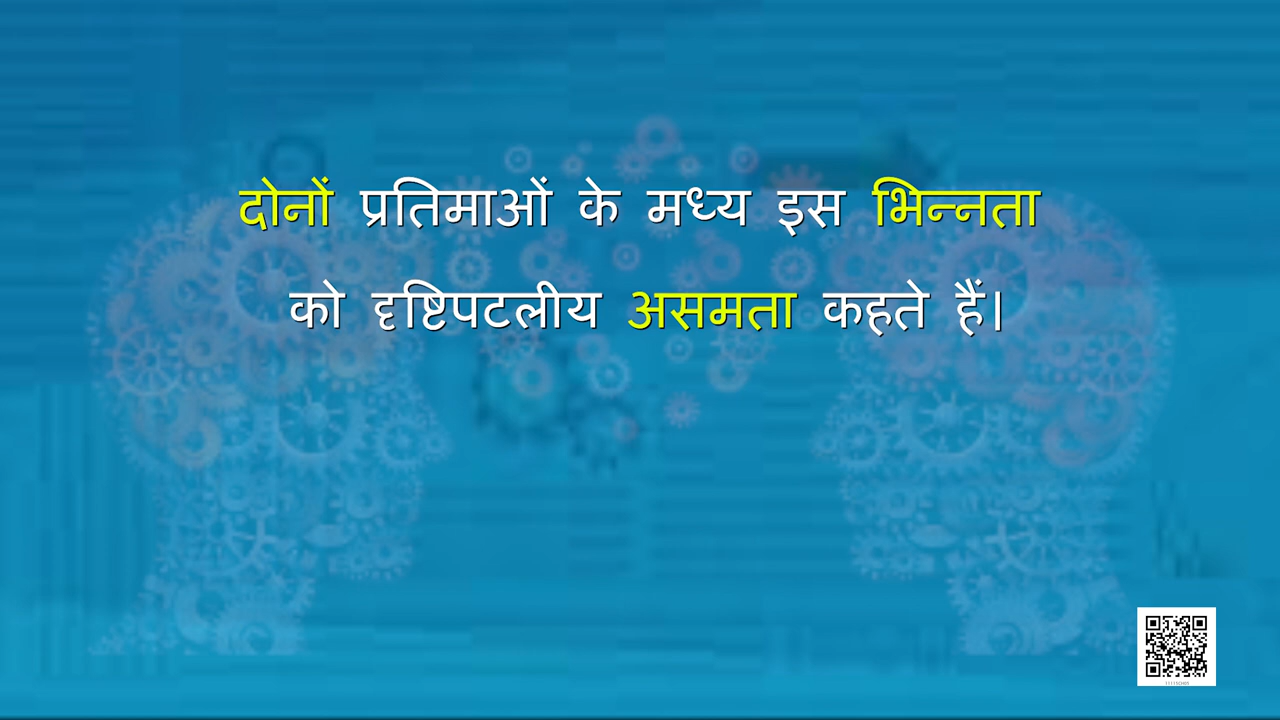 दोनों प्रतिमाओं के मध्य इस भिन्नता
को दृष्टिपटलीय असमता कहते हैं।